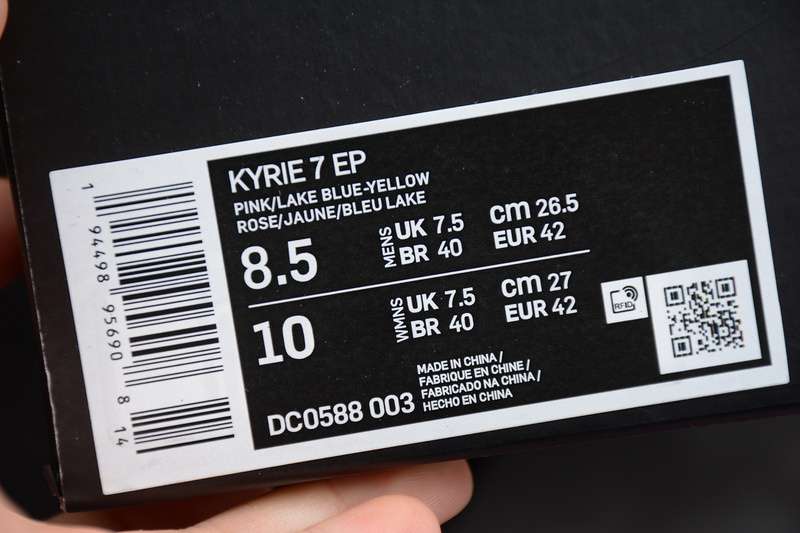 KYRIE 7 EP
PINK/LAKE BLUE-YELLOW
ROSE/JAUNE/BLEU LAKE
8.5
MENS
UK 7.5
BR 40
cm 26.5
EUR 42
10
WMNS
UK 7.5
BR 40
cm 27
EUR 42
RFID
DC0588 003
MADE IN CHINA /
FABRIQUE EN CHINE /
FABRICADO NA CHINA /
HECHO EN CHINA
1 94498 95690 8 14